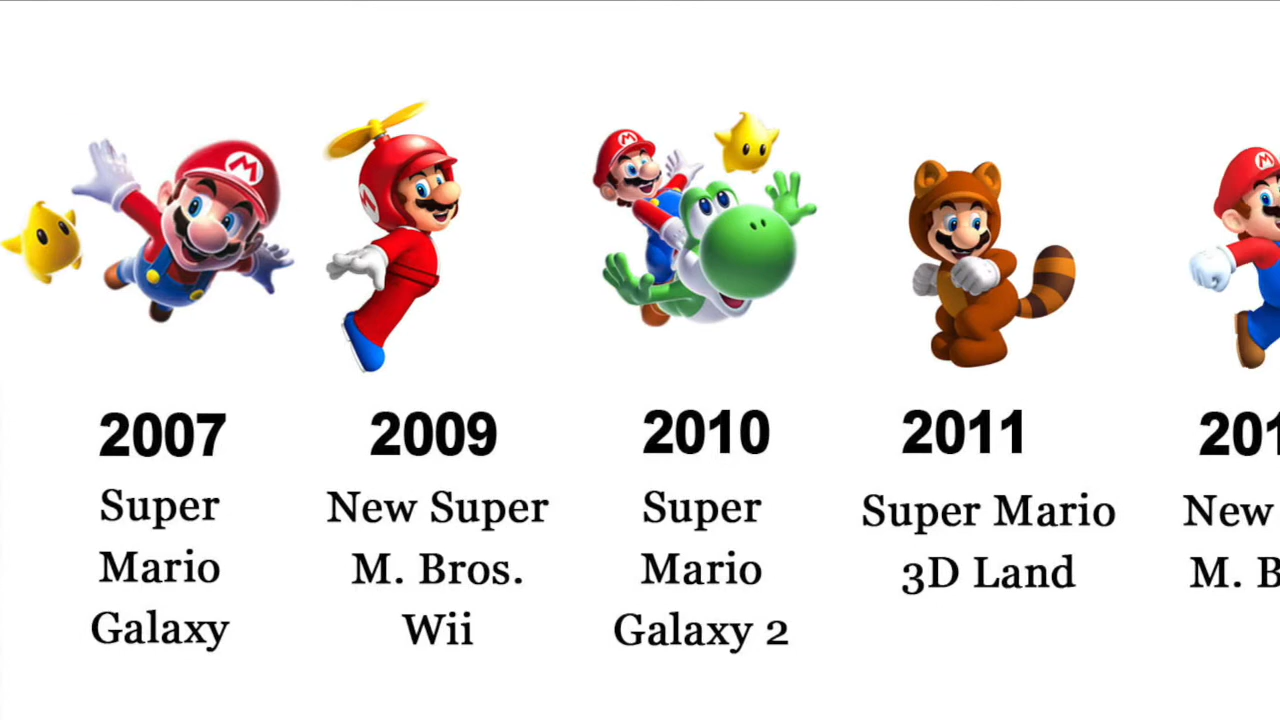 2007
Super
Mario
Galaxy
2009
New Super
M. Bros.
Wii
2010
Super
Mario
Galaxy 2
2011
Super Mario
3D Land
201
New
M. B